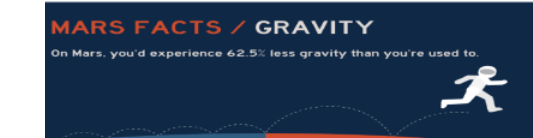 MARS FACTS / GRAVITY
On Mars, you'd experience 62.5% less gravity than you're used to.